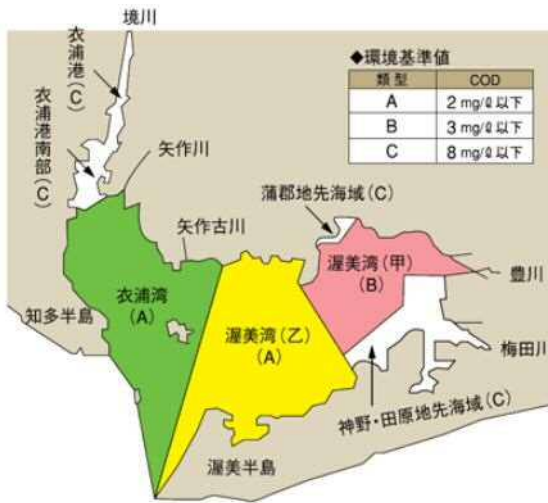 境川
衣浦港(C)
衣浦港南部(C)
矢作川
矢作古川
◆環境基準値
類型 COD
A 2 mg/ℓ以下
B 3 mg/ℓ以下
C 8 mg/ℓ以下
蒲郡地先海域(C)
渥美湾(甲)
(B)
豊川
衣浦湾
(A)
知多半島
渥美湾(乙)
(A)
梅田川
神野・田原地先海域(C)
渥美半島